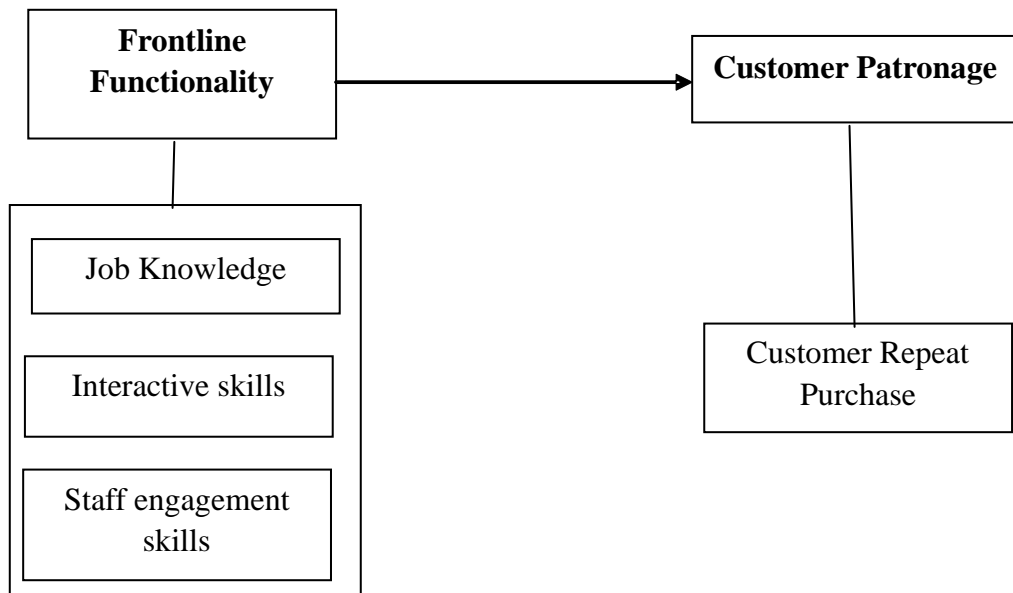 Frontline
Functionality
Customer Patronage
Job Knowledge
Interactive skills
Staff engagement
skills
Customer Repeat
Purchase